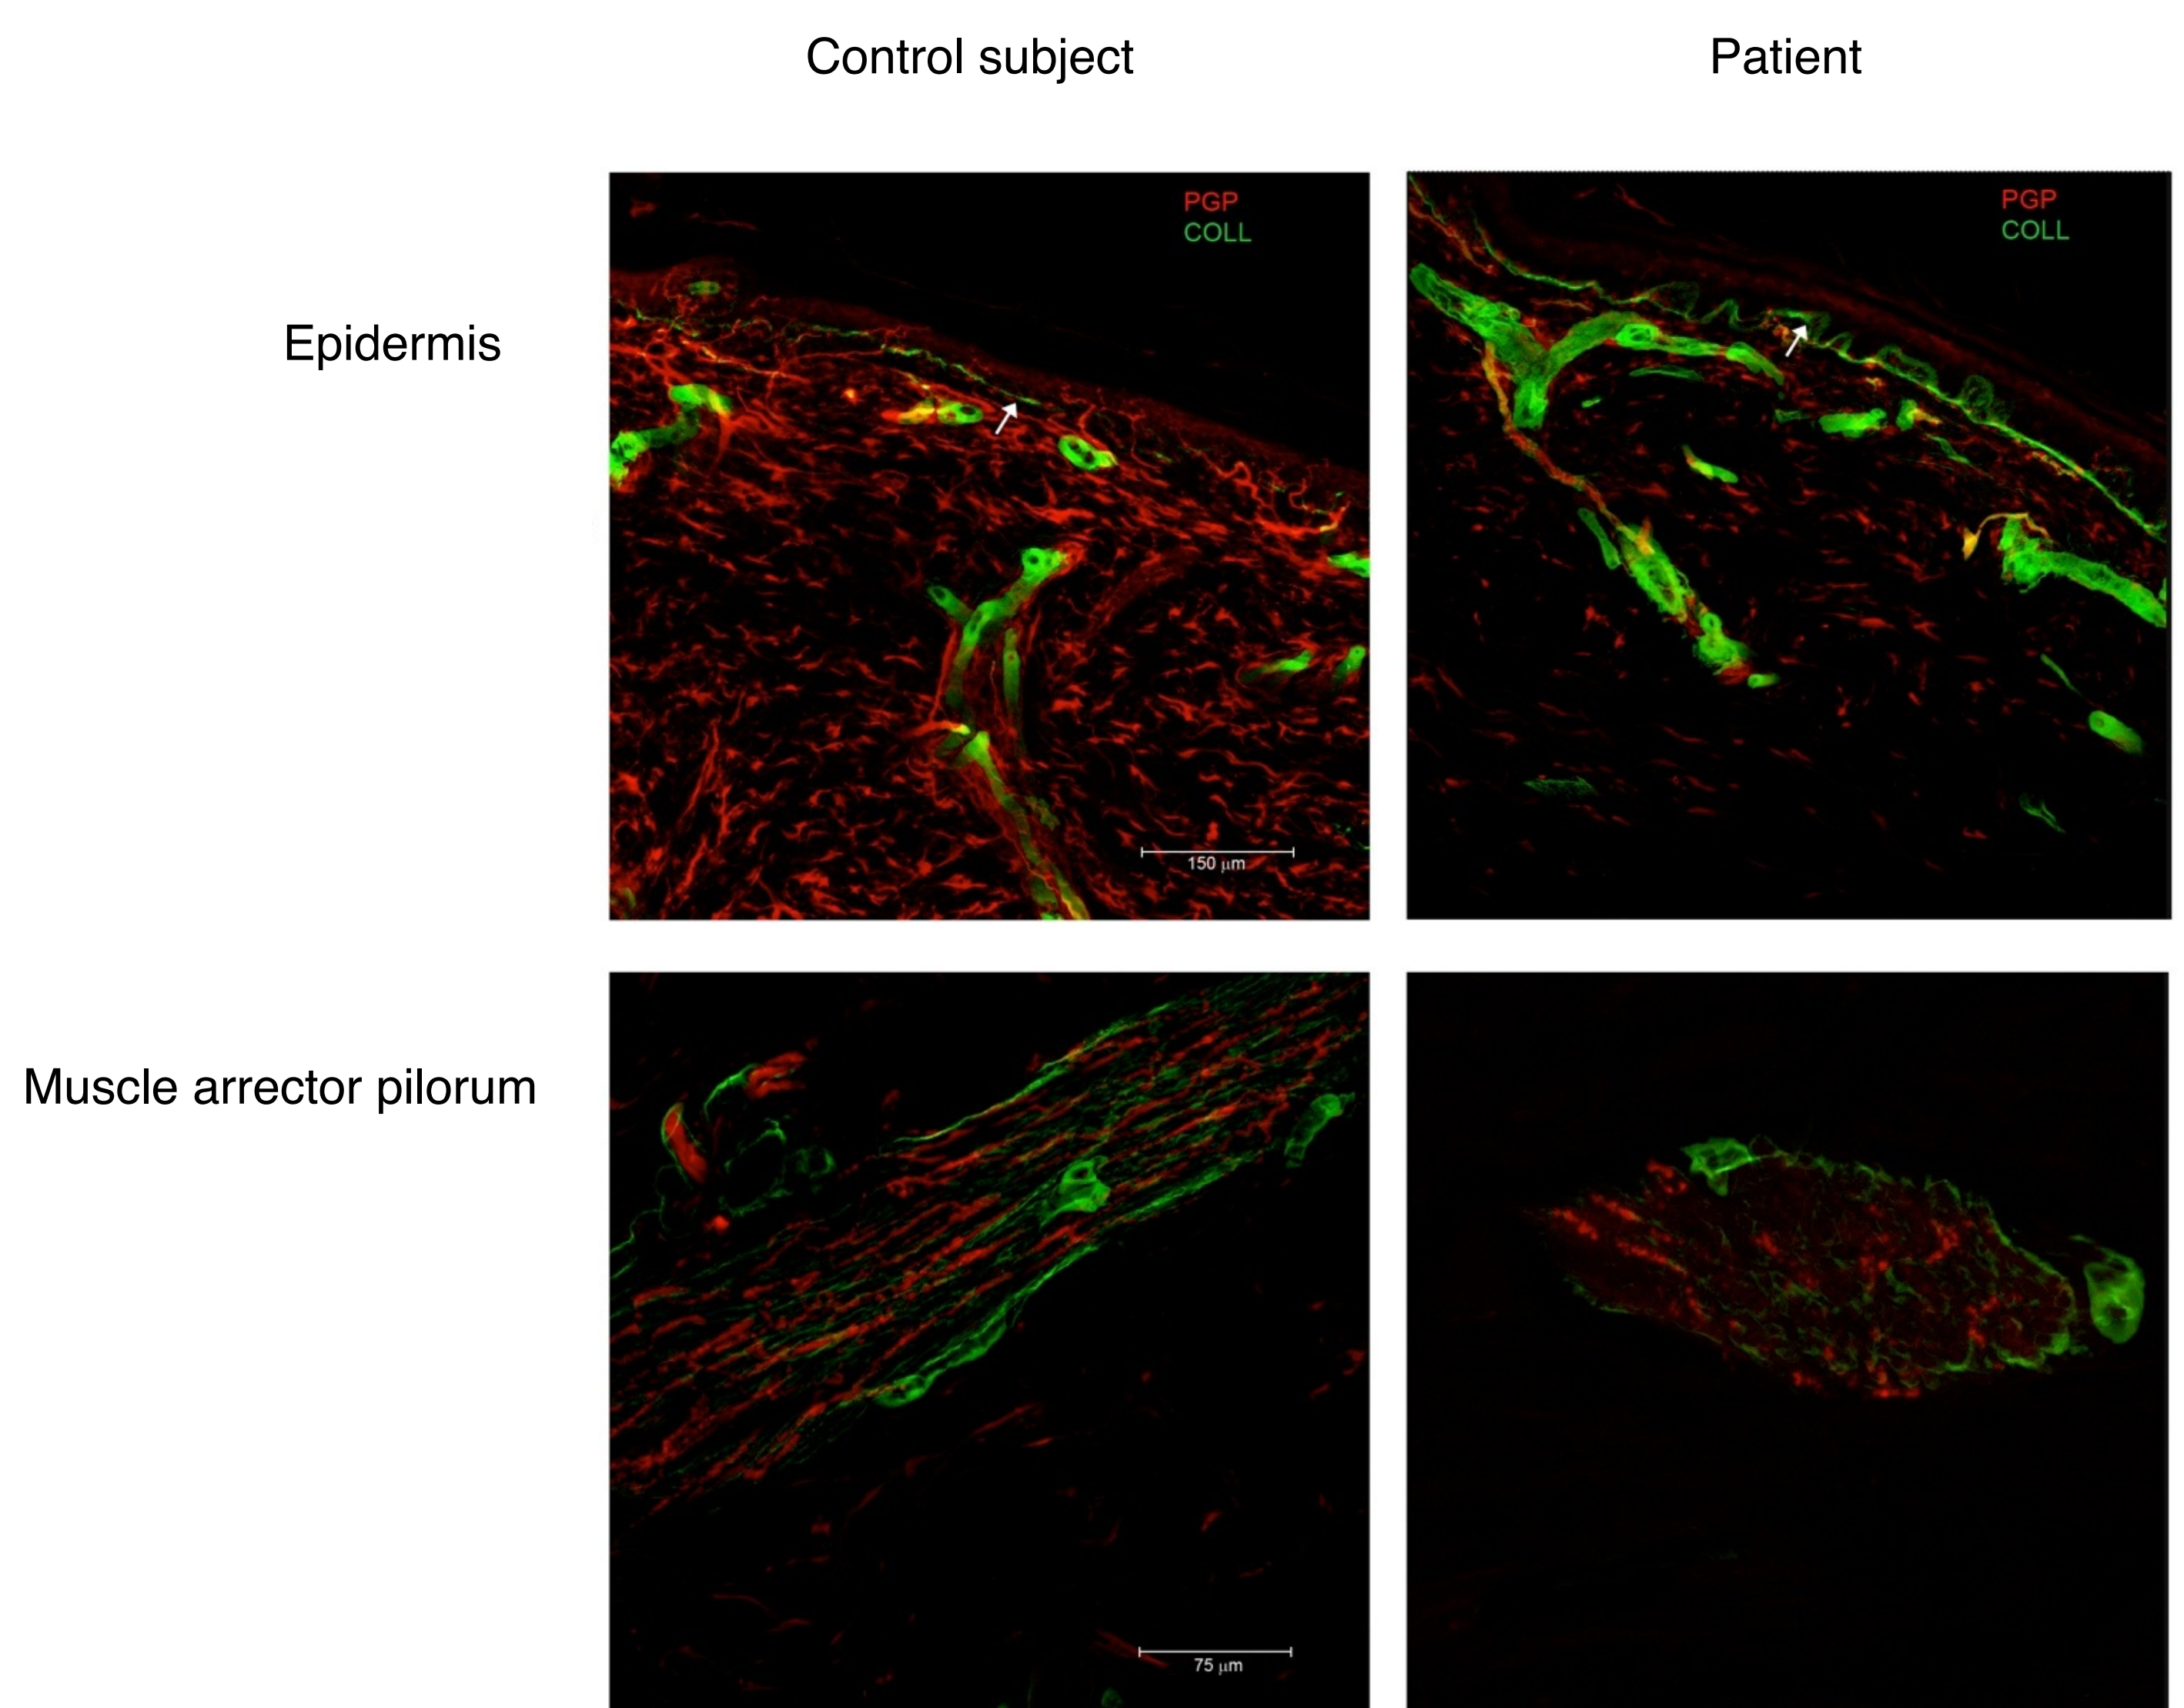 Control subject
Patient
Epidermis
PGP
COLL
150 μm
PGP
COLL
Muscle arrector pilorum
75 μm